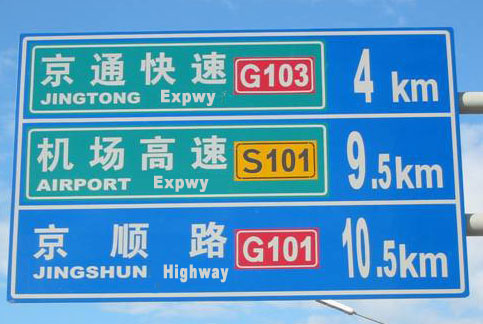 京通快速 G103 4 km
JINGTONG Expwy
机场高速 S101 9.5km
AIRPORT Expwy
京顺路 G101 10.5km
JINGSHUN Highway